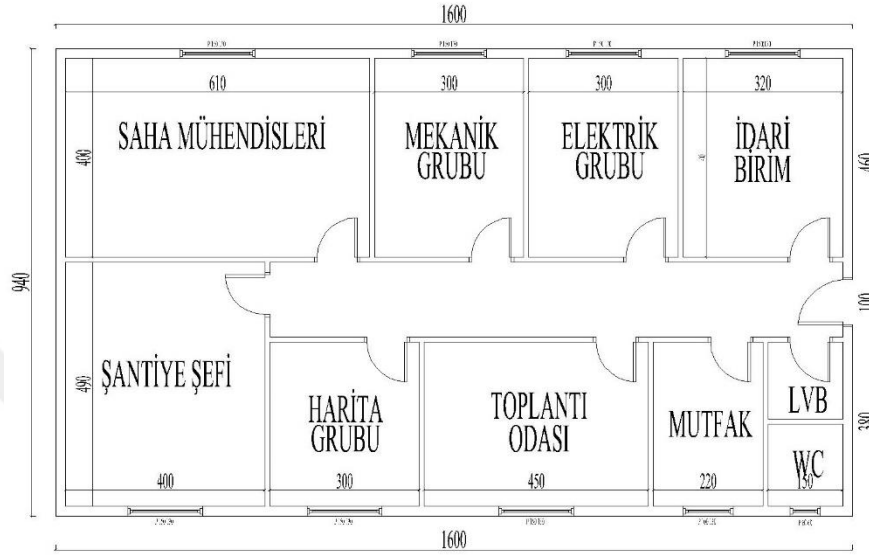 1600
610
300
300
320
SAHA MÜHENDİSLERİ
MEKANİK
GRUBU
ELEKTRİK
GRUBU
İDARİ
BİRİM
400
460
940
100
ŞANTİYE ŞEFİ
490
HARİTA
GRUBU
TOPLANTI
ODASI
MUTFAK
LVB
WC
380
400
300
450
220
150
1600